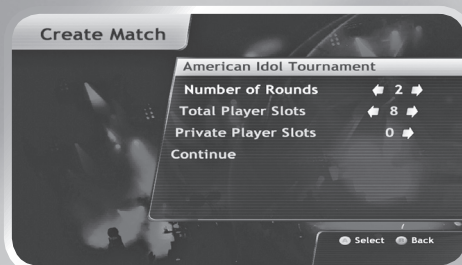 Create Match
American Idol Tournament
Number of Rounds 2
Total Player Slots 8
Private Player Slots 0
Continue
Select Back